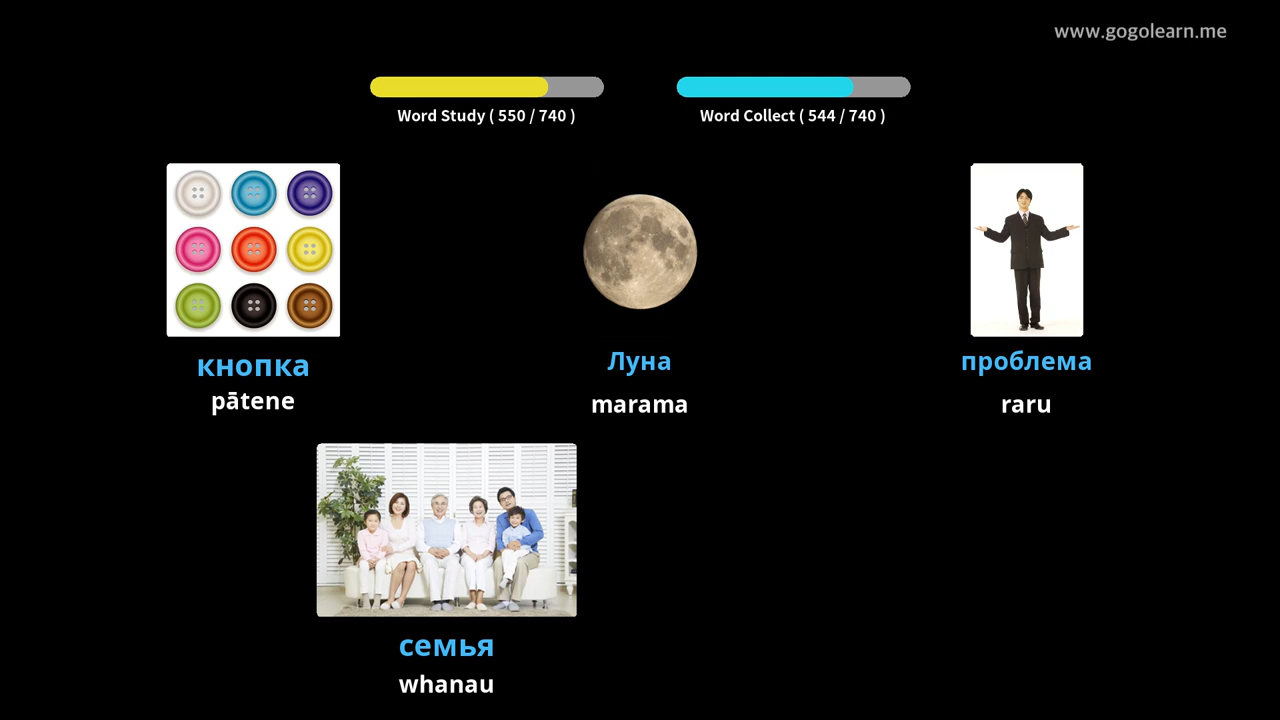 www.gogolearn.me
Word Study ( 550 / 740 )
Word Collect ( 544 / 740 )
кнопка
pātene
Луна
marama
проблема
raru
семья
whanau